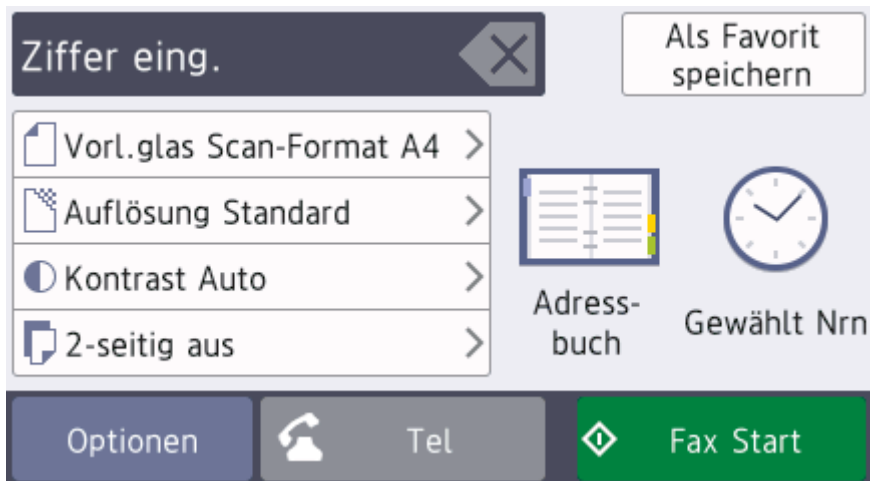 Ziffer eing.
Als Favorit
speichern
Vorl.glas Scan-Format A4
Auflösung Standard
Kontrast Auto
2-seitig aus
Adress-
buch
Gewählt Nrn
Optionen
Tel
Fax Start